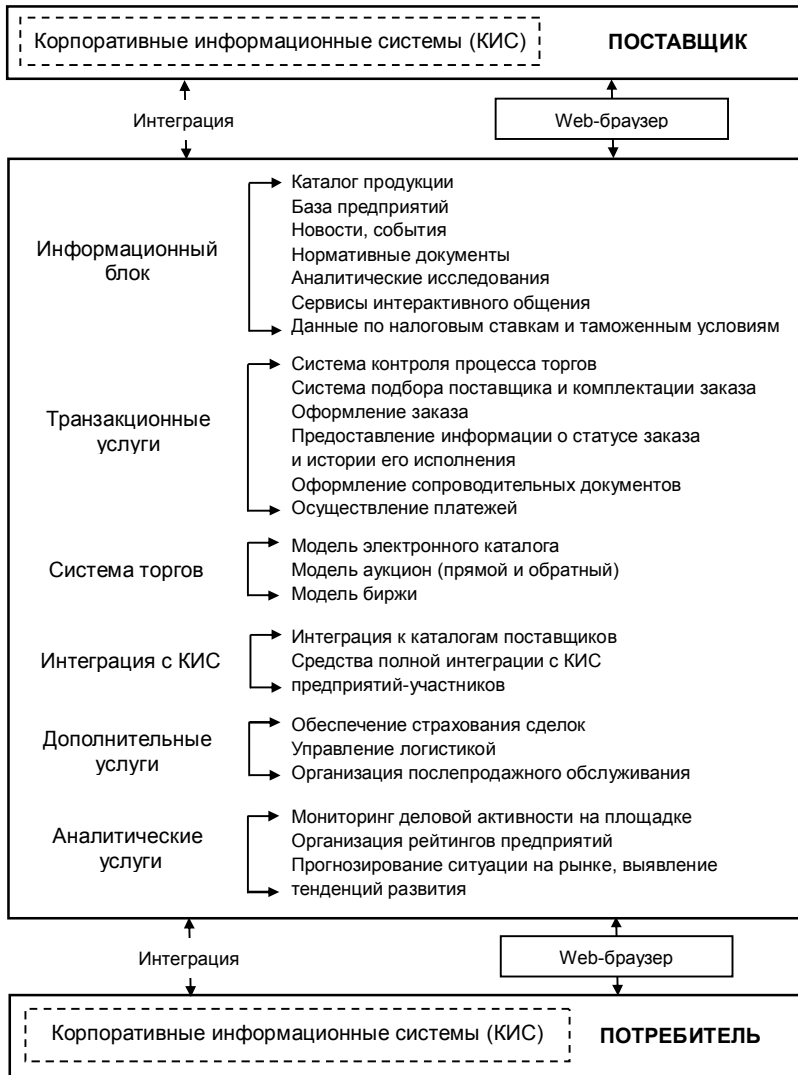 Корпоративные информационные системы (КИС)
ПОСТАВЩИК
Интеграция
Web-браузер
Информационный
блок
Каталог продукции
База предприятий
Новости, события
Нормативные документы
Аналитические исследования
Сервисы интерактивного общения
Данные по налоговым ставкам и таможенным условиям
Транзакционные
услуги
Система контроля процесса торгов
Система подбора поставщика и комплектации заказа
Оформление заказа
Предоставление информации о статусе заказа
и истории его исполнения
Оформление сопроводительных документов
Осуществление платежей
Система торгов
Модель электронного каталога
Модель аукцион (прямой и обратный)
Модель биржи
Интеграция с КИС
Интеграция к каталогам поставщиков
Средства полной интеграции с КИС
предприятий-участников
Дополнительные
услуги
Обеспечение страхования сделок
Управление логистикой
Организация послепродажного обслуживания
Аналитические
услуги
Мониторинг деловой активности на площадке
Организация рейтингов предприятий
Прогнозирование ситуации на рынке, выявление
тенденций развития
Интеграция
Web-браузер
Корпоративные информационные системы (КИС)
ПОТРЕБИТЕЛЬ